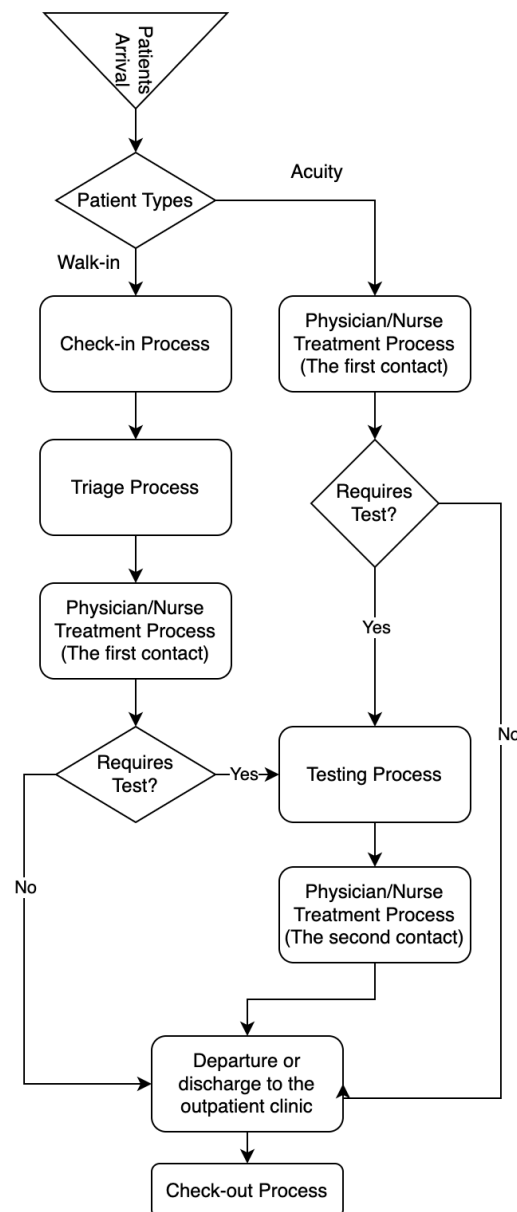 Patients
Arrival
Acuity
Patient Types
Walk-in
Check-in Process
Physician/Nurse
Treatment Process
(The first contact)
Triage Process
Requires
Test?
Physician/Nurse
Treatment Process
(The first contact)
Yes
No
Requires
Test?
Yes
Testing Process
No
Physician/Nurse
Treatment Process
(The second contact)
Departure or
discharge to the
outpatient clinic
Check-out Process